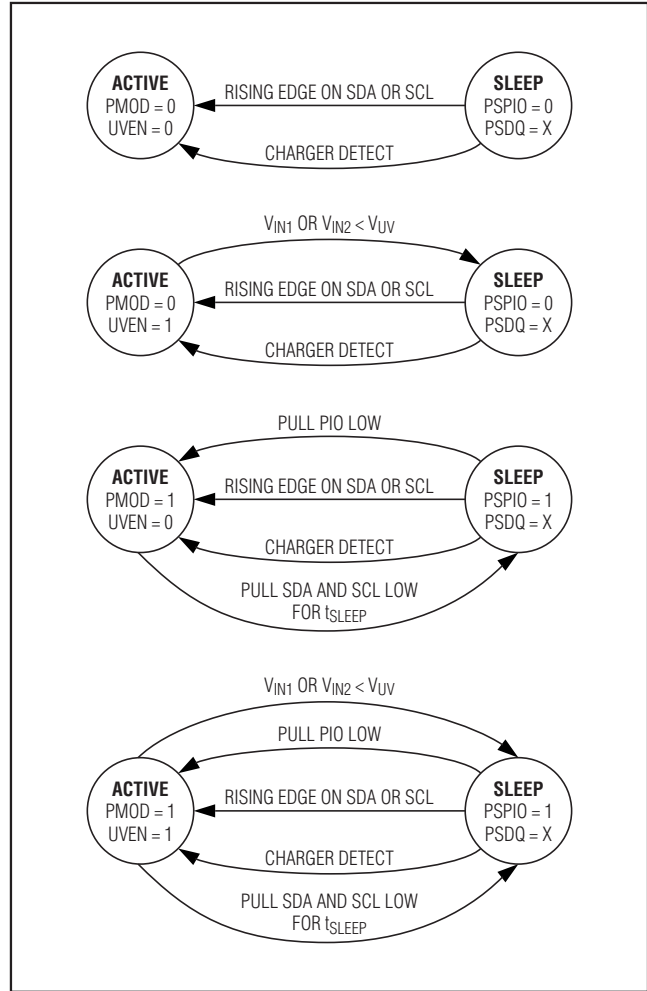 ACTIVE
PMOD = 0
UVEN = 0
RISING EDGE ON SDA OR SCL
CHARGER DETECT
SLEEP
PSPIO = 0
PSDQ = X
VIN1 OR VIN2 < VUV
ACTIVE
PMOD = 0
UVEN = 1
RISING EDGE ON SDA OR SCL
CHARGER DETECT
SLEEP
PSPIO = 0
PSDQ = X
PULL PIO LOW
ACTIVE
PMOD = 1
UVEN = 0
RISING EDGE ON SDA OR SCL
CHARGER DETECT
SLEEP
PSPIO = 1
PSDQ = X
PULL SDA AND SCL LOW
FOR tSLEEP
VIN1 OR VIN2 < VUV
PULL PIO LOW
ACTIVE
PMOD = 1
UVEN = 1
RISING EDGE ON SDA OR SCL
CHARGER DETECT
SLEEP
PSPIO = 1
PSDQ = X
PULL SDA AND SCL LOW
FOR tSLEEP